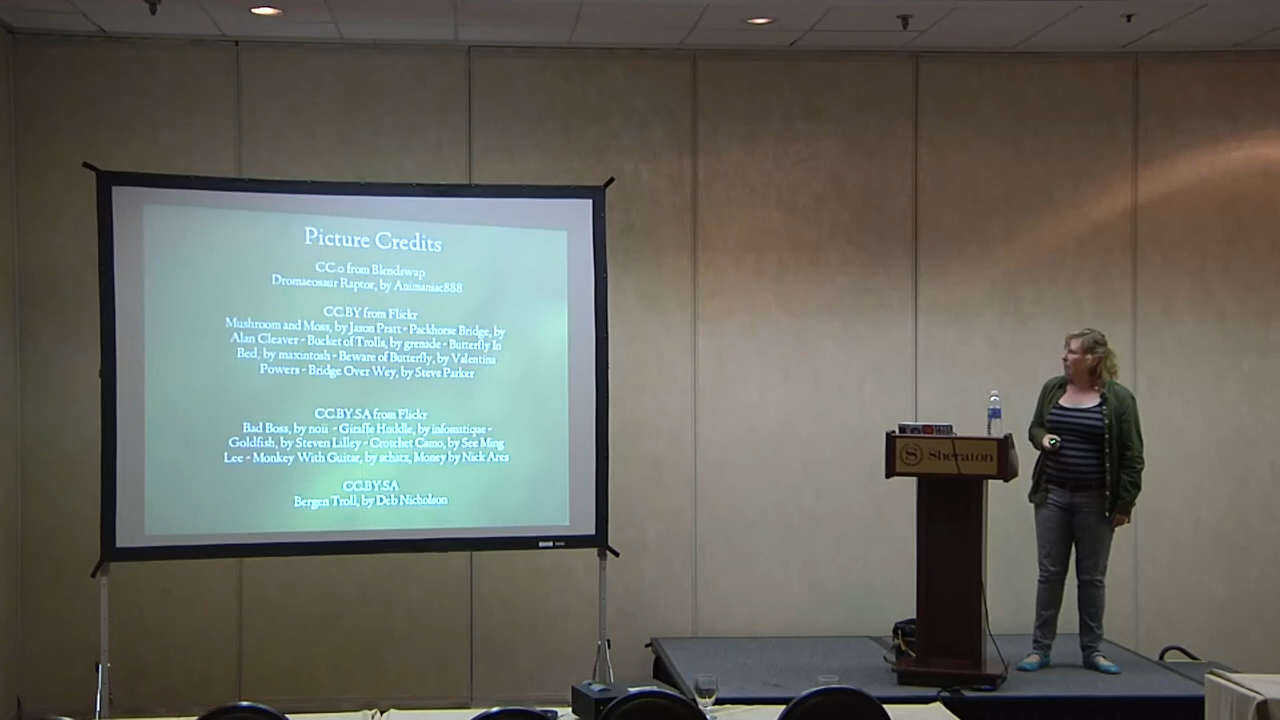 Picture Credits
CC.0 from Blendswap
Dromaeosaur Raptor, by Animaniac888
CC.BY from Flickr
Mushroom and Moss, by Jason Pratt - Packhorse Bridge, by
Alan Cleaver - Bucket of Trolls, by grenade - Butterfly In
Bed, by maxintosh - Beware of Butterfly, by Valentina
Powers - Bridge Over Wey, by Steve Parker
CC.BY.SA from Flickr
Bad Boss, by noii - Giraffe Huddle, by infomatique -
Goldfish, by Steven Lilley - Crotchet Camo, by See Ming
Lee - Monkey With Guitar, by schatz, Money by Nick Ares
CC.BY.SA
Bergen Troll, by Deb Nicholson
S Sheraton